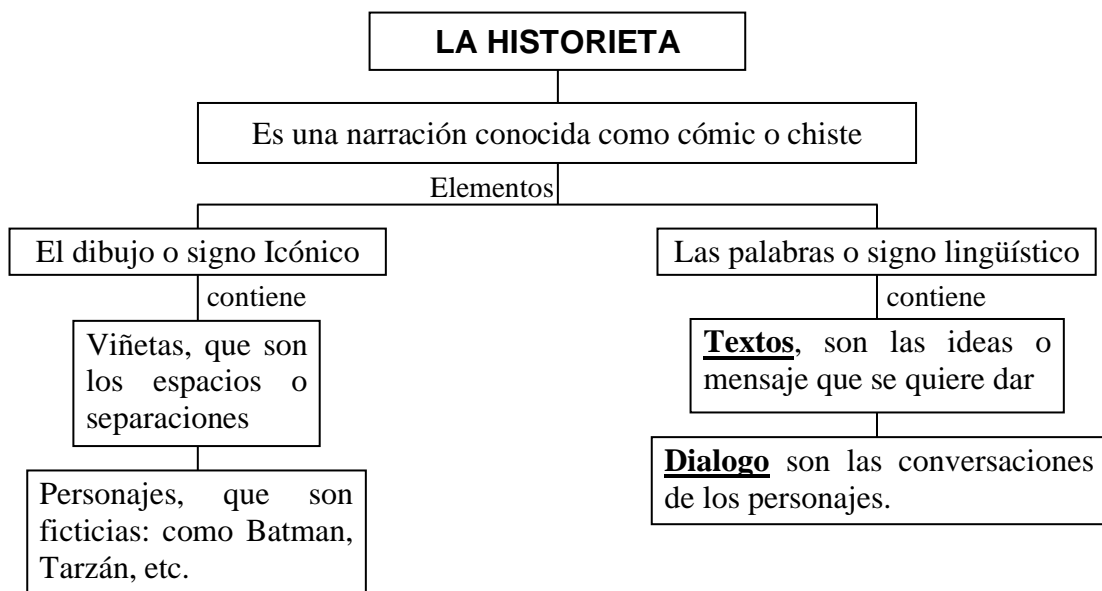 LA HISTORIETA
Es una narración conocida como cómic o chiste
Elementos
El dibujo o signo Icónico
contiene
Viñetas, que son
los espacios o
separaciones
Personajes, que son
ficticias: como Batman,
Tarzán, etc.
Las palabras o signo lingüístico
contiene
Textos, son las ideas o
mensaje que se quiere dar
Dialogo son las conversaciones
de los personajes.